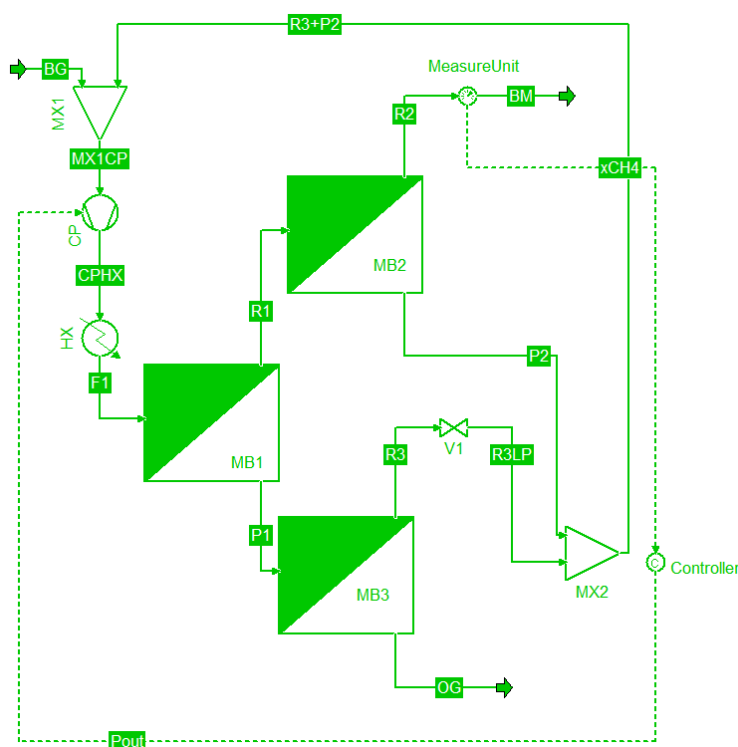 R3+P2
BG
MeasureUnit
MX1
R2
BM
MX1CP
xCH4
CP
MB2
CPHX
R1
HX
P2
F1
R3
V1
R3LP
MB1
P1
C
Controller
MB3
MX2
OG
Pout